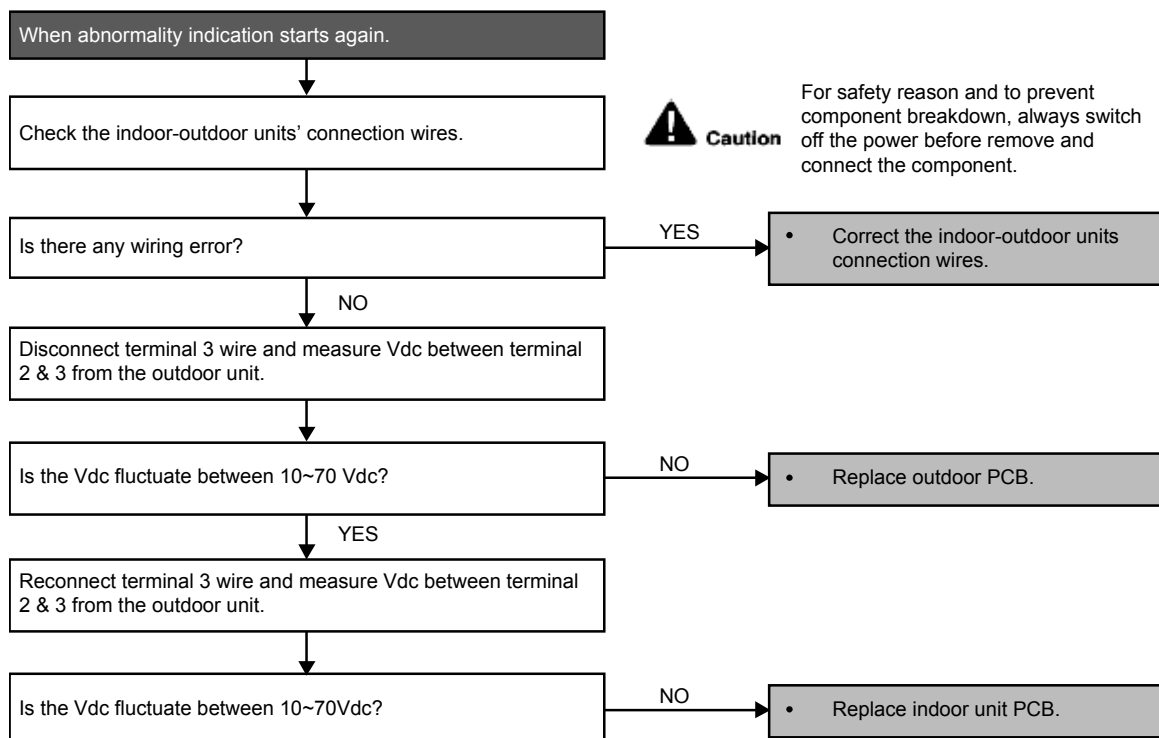 When abnormality indication starts again.
Check the indoor-outdoor units’ connection wires.
Caution
For safety reason and to prevent
component breakdown, always switch
off the power before remove and
connect the component.
Is there any wiring error?
YES
• Correct the indoor-outdoor units
connection wires.
NO
Disconnect terminal 3 wire and measure Vdc between terminal
2 & 3 from the outdoor unit.
Is the Vdc fluctuate between 10~70 Vdc?
NO
• Replace outdoor PCB.
YES
Reconnect terminal 3 wire and measure Vdc between terminal
2 & 3 from the outdoor unit.
Is the Vdc fluctuate between 10~70Vdc?
NO
• Replace indoor unit PCB.